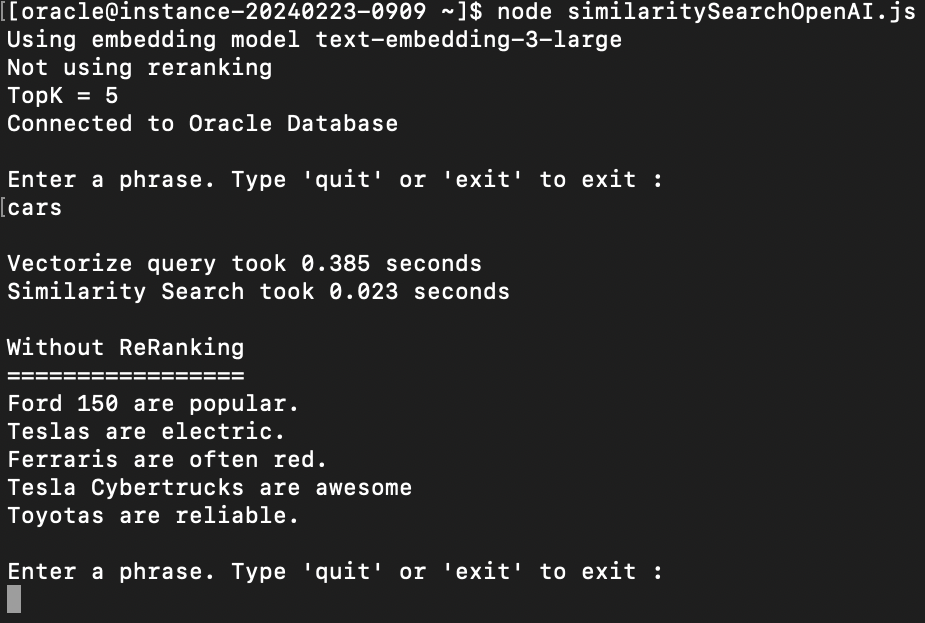 [[oracle@instance-20240223-0909 ~]$ node similaritySearchOpenAI.js
Using embedding model text-embedding-3-large
Not using reranking
TopK = 5
Connected to Oracle Database
Enter a phrase. Type 'quit' or 'exit' to exit :
[cars
Vectorize query took 0.385 seconds
Similarity Search took 0.023 seconds
Without ReRanking
=================
Ford 150 are popular.
Teslas are electric.
Ferraris are often red.
Tesla Cybertrucks are awesome
Toyotas are reliable.
Enter a phrase. Type 'quit' or 'exit' to exit :